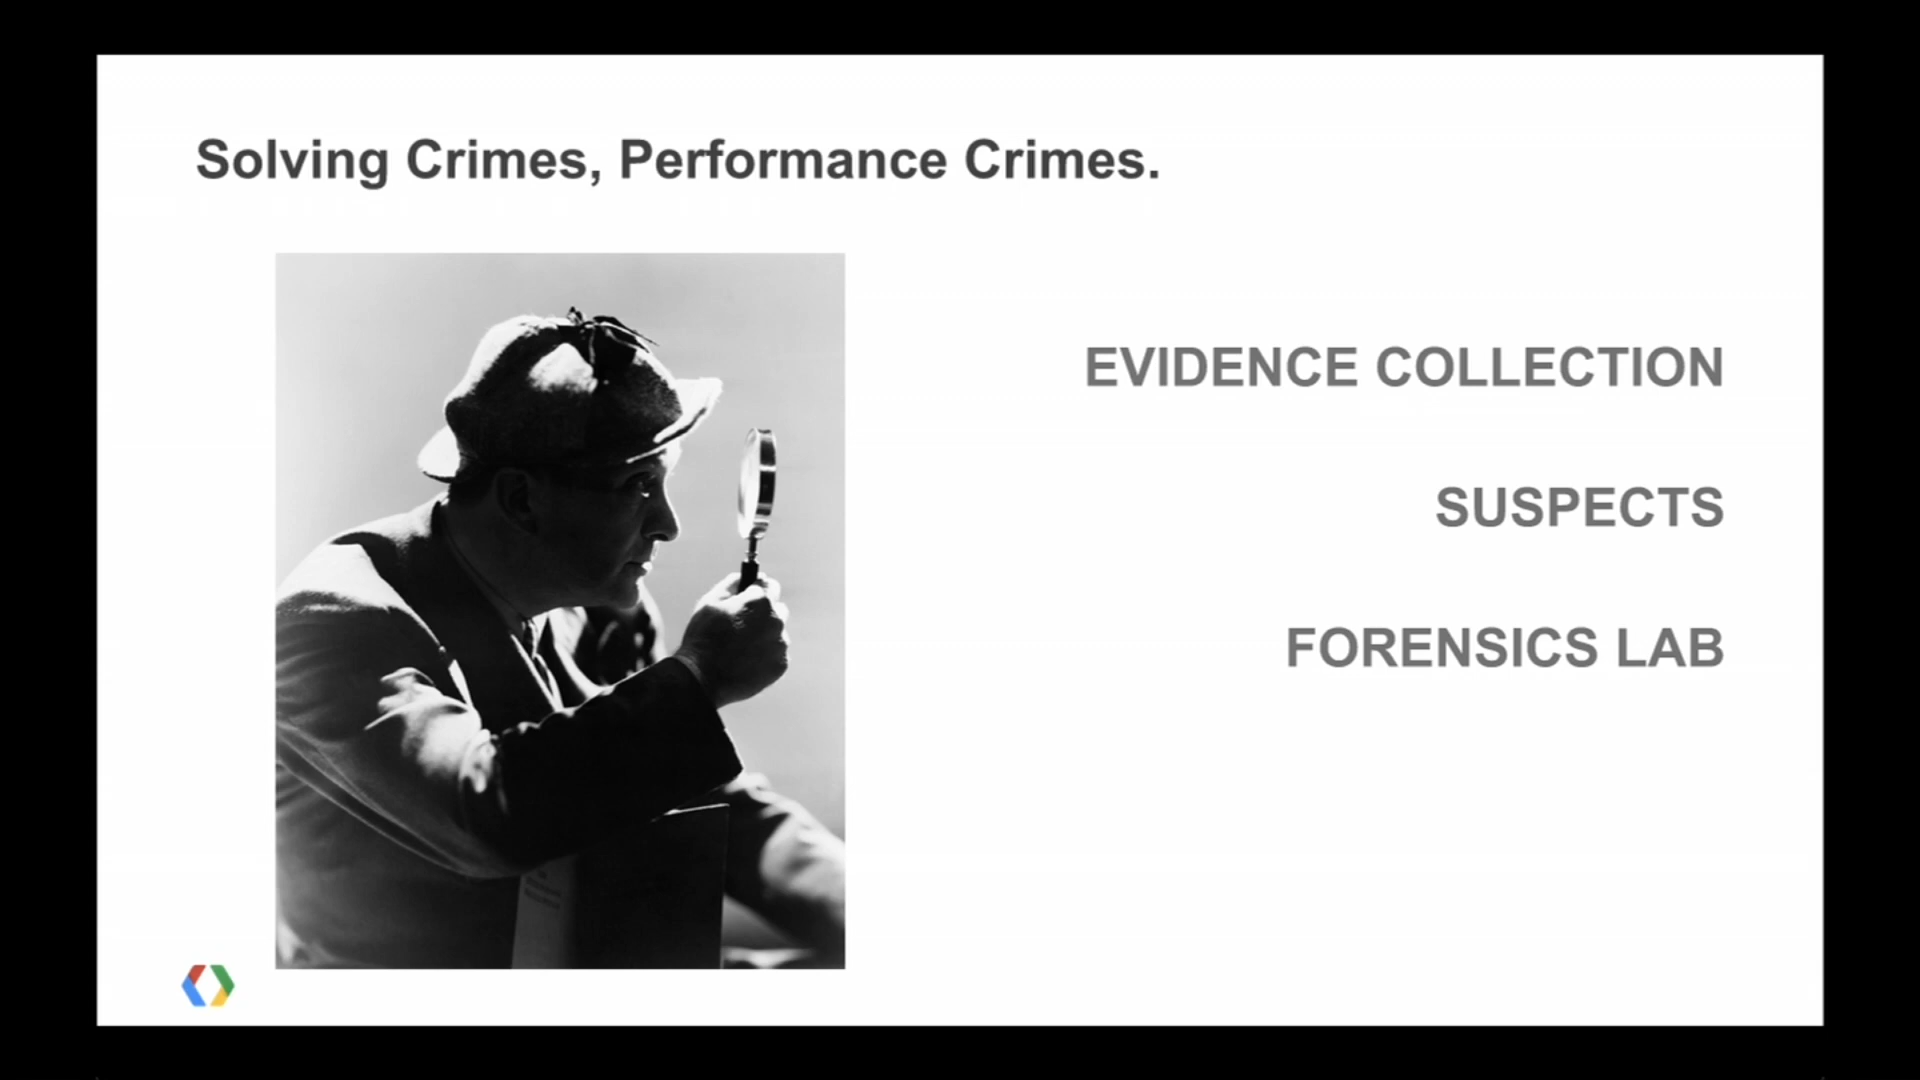 Solving Crimes, Performance Crimes.
EVIDENCE COLLECTION
SUSPECTS
FORENSICS LAB